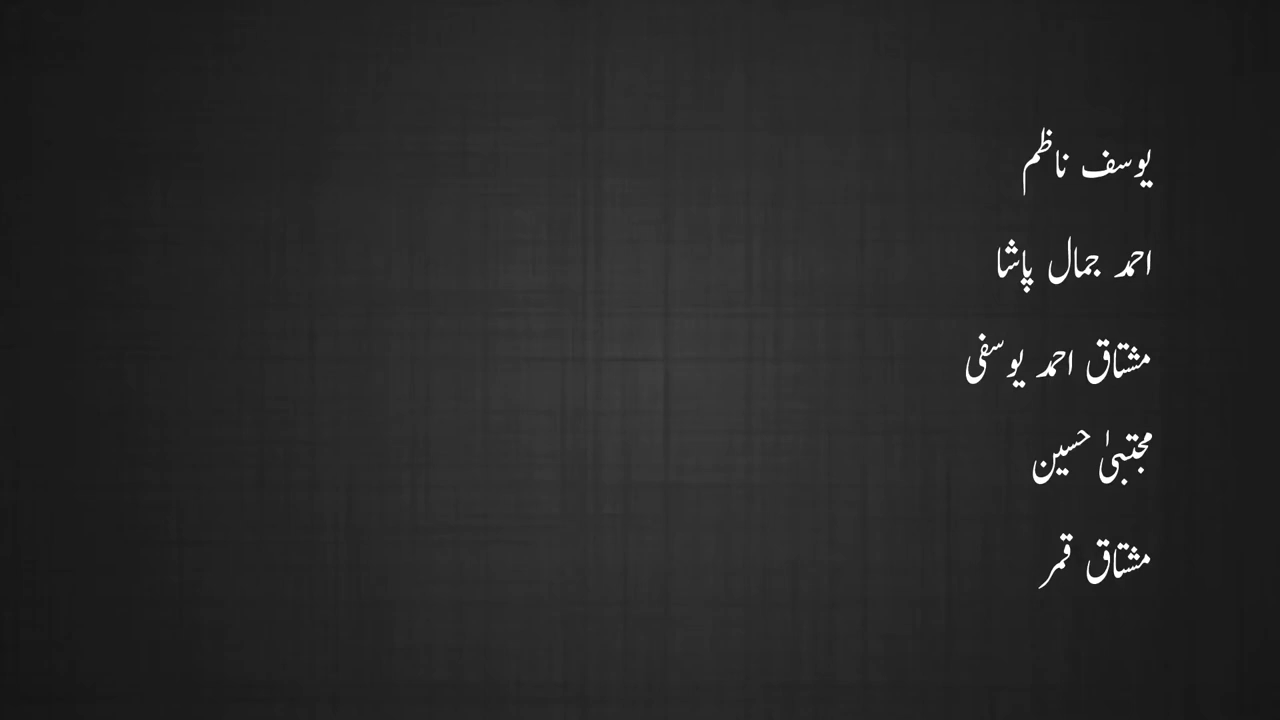 یوسف ناظم
احمد جمال پاشا
مشتاق احمد یوسفی
مجتبیٰ حسین
مشتاق قمر